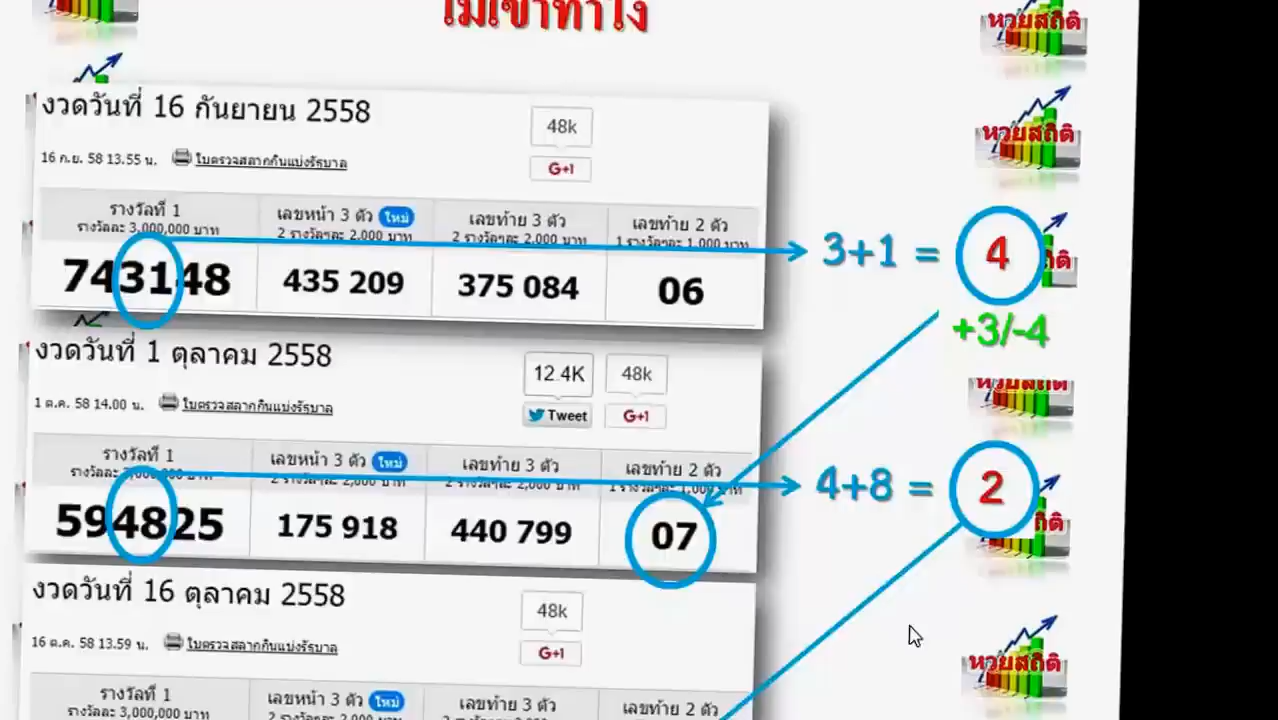 หวยสถิติ
หวยสถิติ
งวดวันที่ 16 กันยายน 2558
48k
16 ก.ย. 58 13.55 น. ใบตรวจสลากกินแบ่งรัฐบาล
G+1
รางวัลที่ 1 เลขหน้า 3 ตัว ใหม่ เลขท้าย 3 ตัว เลขท้าย 2 ตัว
รางวัลละ 3,000,000 บาท 2 รางวัลๆละ 2,000 บาท 2 รางวัลๆละ 2,000 บาท 1 รางวัลๆละ 1,000 บาท
743148 435 209 375 084 06
3+1 = 4
+3/-4
งวดวันที่ 1 ตุลาคม 2558
12.4K 48k
1 ต.ค. 58 14.00 น. ใบตรวจสลากกินแบ่งรัฐบาล
Tweet G+1
หวยสถิติ
รางวัลที่ 1 เลขหน้า 3 ตัว ใหม่ เลขท้าย 3 ตัว เลขท้าย 2 ตัว
594825 175 918 440 799 07
4+8 = 2
งวดวันที่ 16 ตุลาคม 2558
48k
16 ต.ค. 58 13.59 น. ใบตรวจสลากกินแบ่งรัฐบาล
G+1
หวยสถิติ
รางวัลที่ 1 เลขหน้า 3 ตัว ใหม่ เลขท้าย 3 ตัว เลขท้าย 2 ตัว
รางวัลละ 3,000,000 บาท